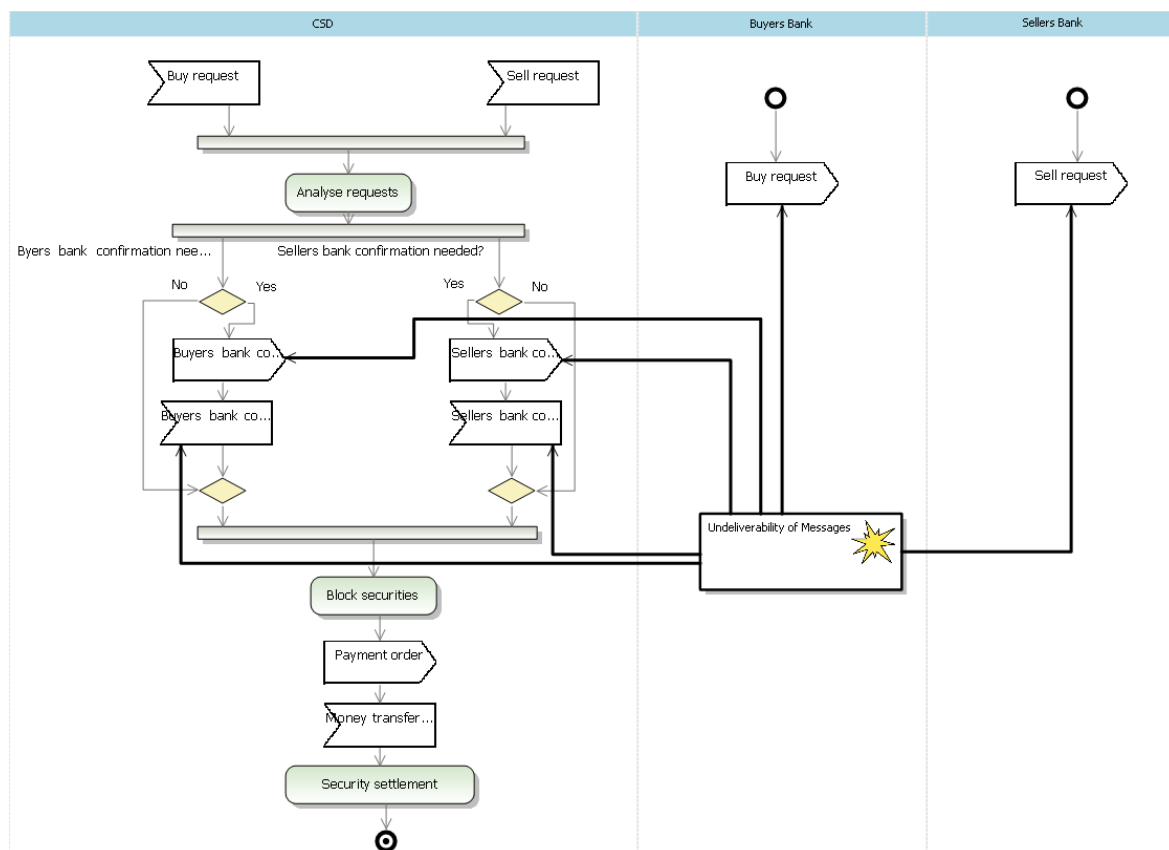 CSD
Buyers Bank
Sellers Bank
Buy request
Sell request
Buy request
Sell request
Analyse requests
Byers bank confirmation nee...
Sellers bank confirmation needed?
No
Yes
Yes
No
Buyers bank co...
Sellers bank co...
Buyers bank co...
Sellers bank co...
Undeliverability of Messages
Block securities
Payment order
Money transfer...
Security settlement